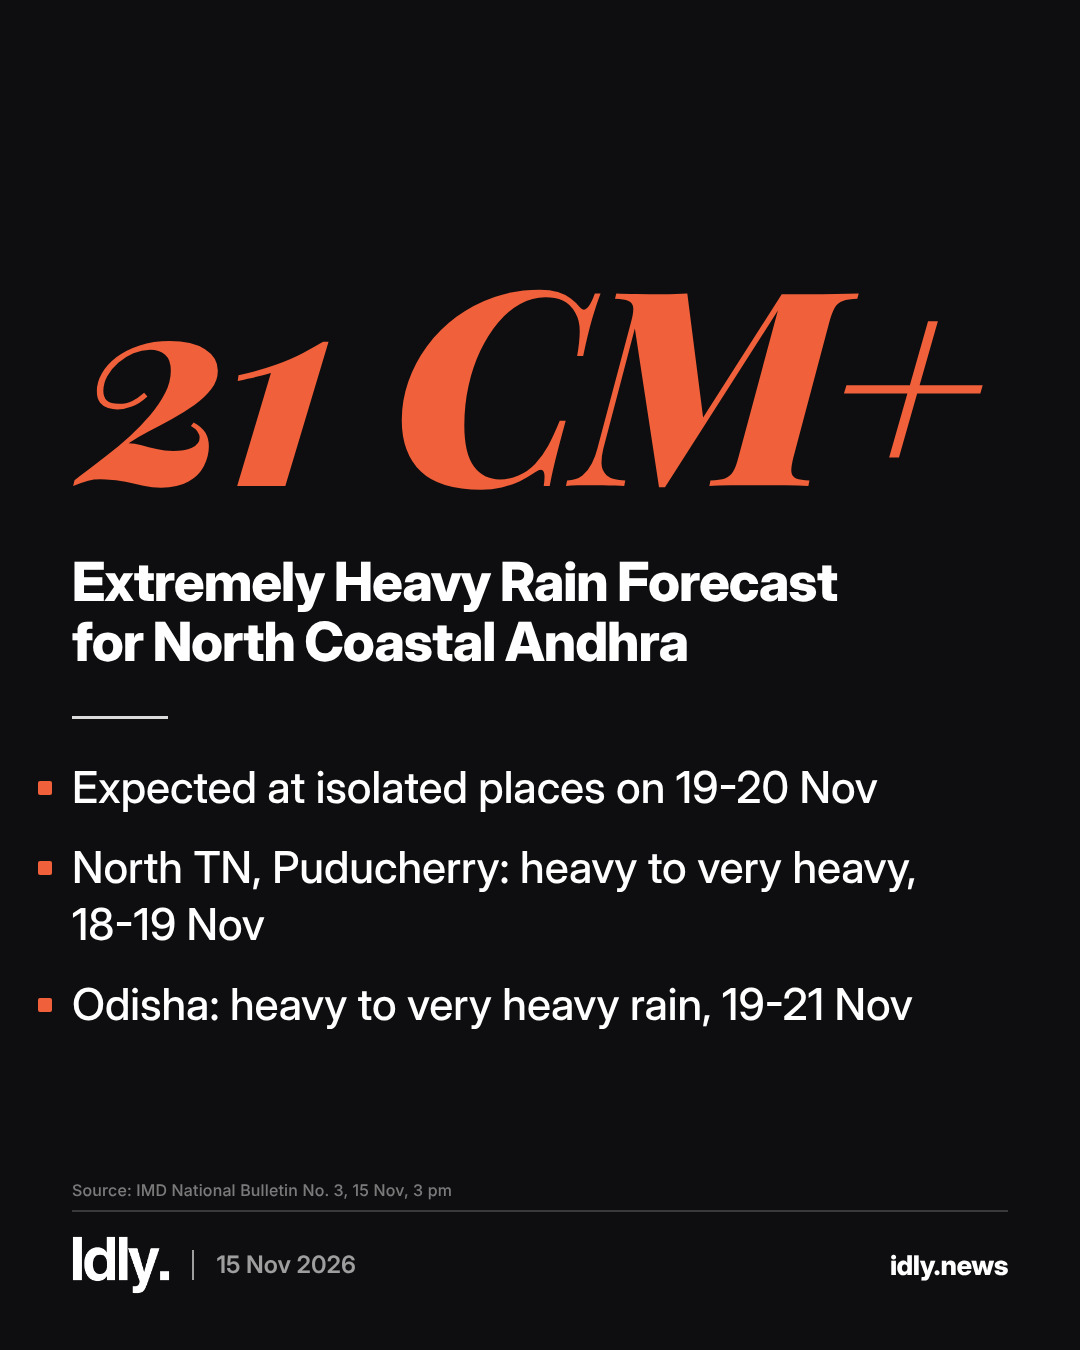 21 CM+
Extremely Heavy Rain Forecast
for North Coastal Andhra
Expected at isolated places on 19-20 Nov
North TN, Puducherry: heavy to very heavy,
18-19 Nov
Odisha: heavy to very heavy rain, 19-21 Nov
Source: IMD National Bulletin No. 3, 15 Nov, 3 pm
Idly. | 15 Nov 2026
idly.news